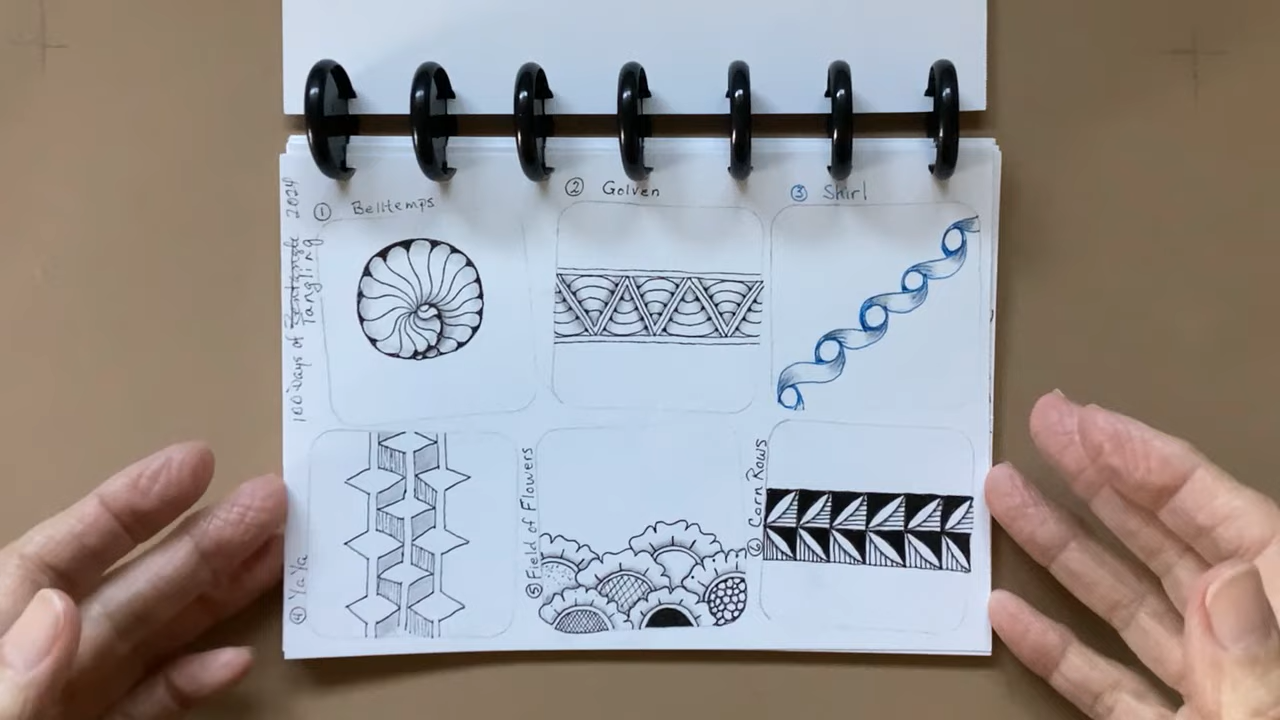 100 Days of Zentangle 2024
Tangling
① Belltemps
② Golven
③ Shirl
④ YaYa
⑤ Field of Flowers
⑥ Corn Rows